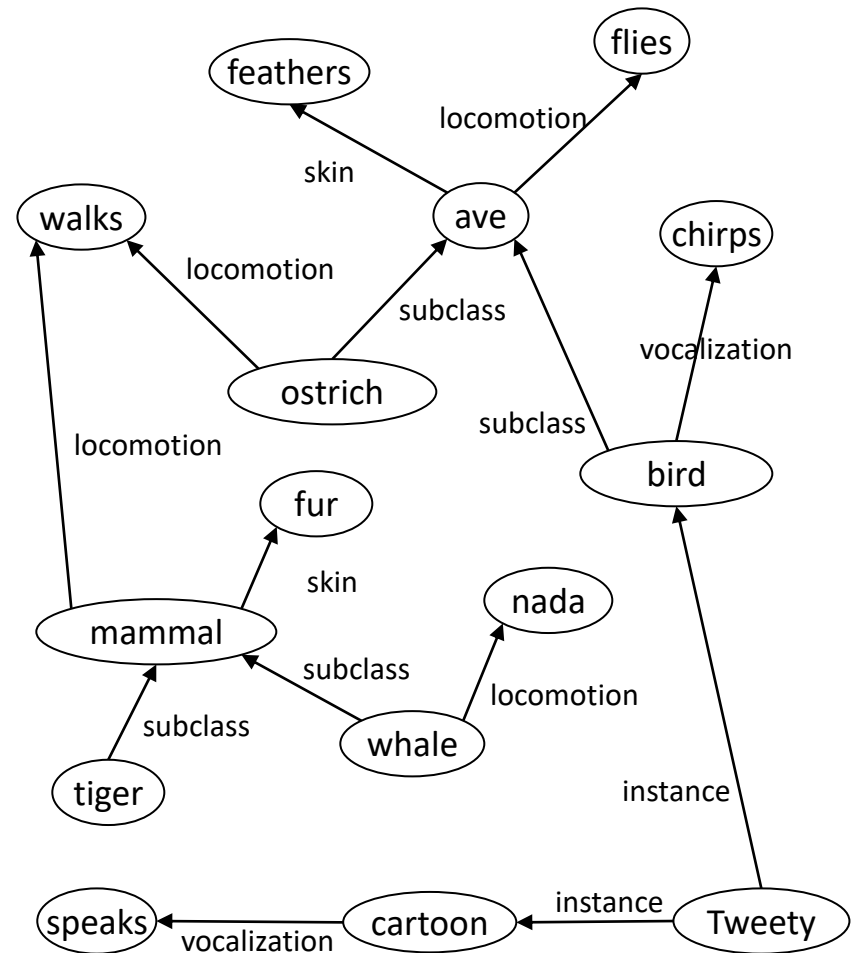 flies
feathers
locomotion
skin
walks
ave
chirps
locomotion
subclass
vocalization
ostrich
subclass
locomotion
bird
fur
skin
nada
mammal
subclass
locomotion
subclass
whale
tiger
instance
instance
speaks
cartoon
Tweety
vocalization